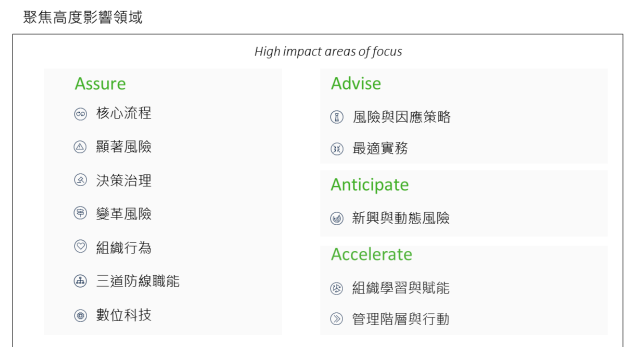 聚焦高度影響領域
High impact areas of focus
Assure
核心流程
顯著風險
決策治理
變革風險
組織行為
三道防線職能
數位科技
Advise
風險與因應策略
最適實務
Anticipate
新興與動態風險
Accelerate
組織學習與賦能
管理階層與行動